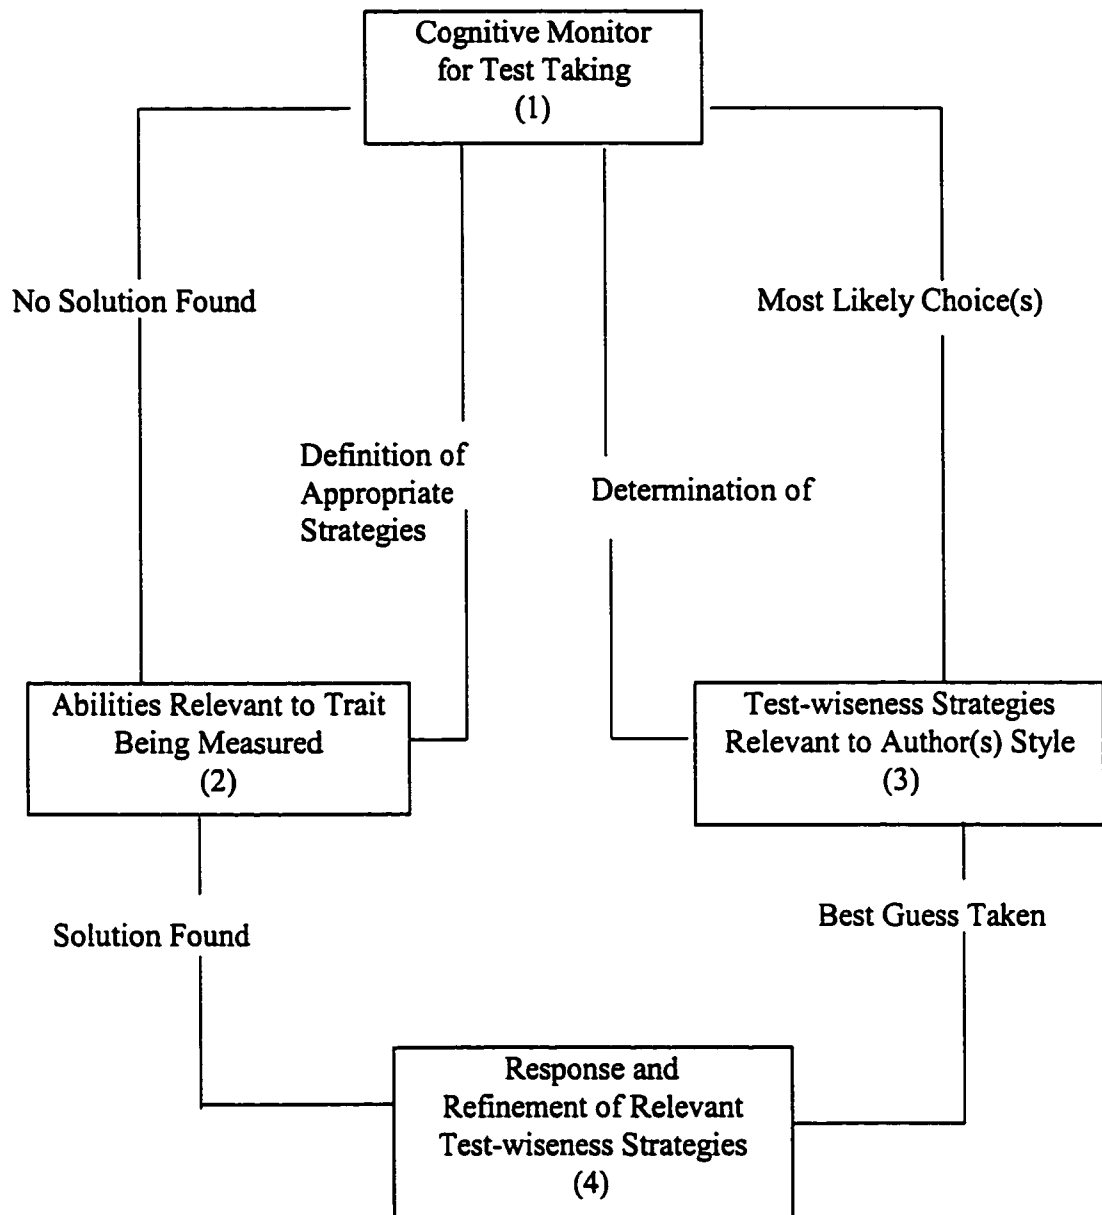 Cognitive Monitor
for Test Taking
(1)
No Solution Found
Most Likely Choice(s)
Definition of
Appropriate
Strategies
Determination of
Abilities Relevant to Trait
Being Measured
(2)
Test-wiseness Strategies
Relevant to Author(s) Style
(3)
Solution Found
Best Guess Taken
Response and
Refinement of Relevant
Test-wiseness Strategies
(4)